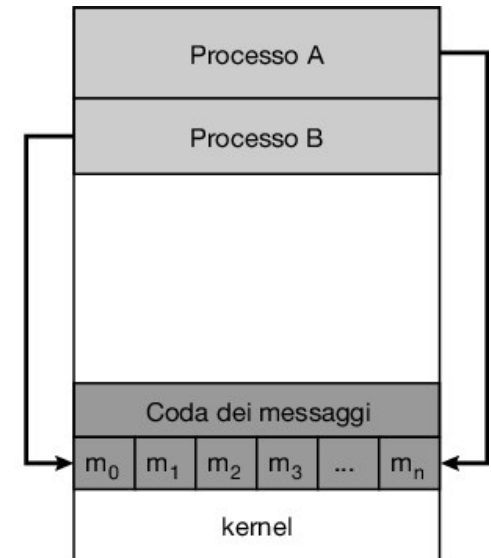 Processo A
Processo B
Coda dei messaggi
m₀ m₁ m₂ m₃ ... mₙ
kernel